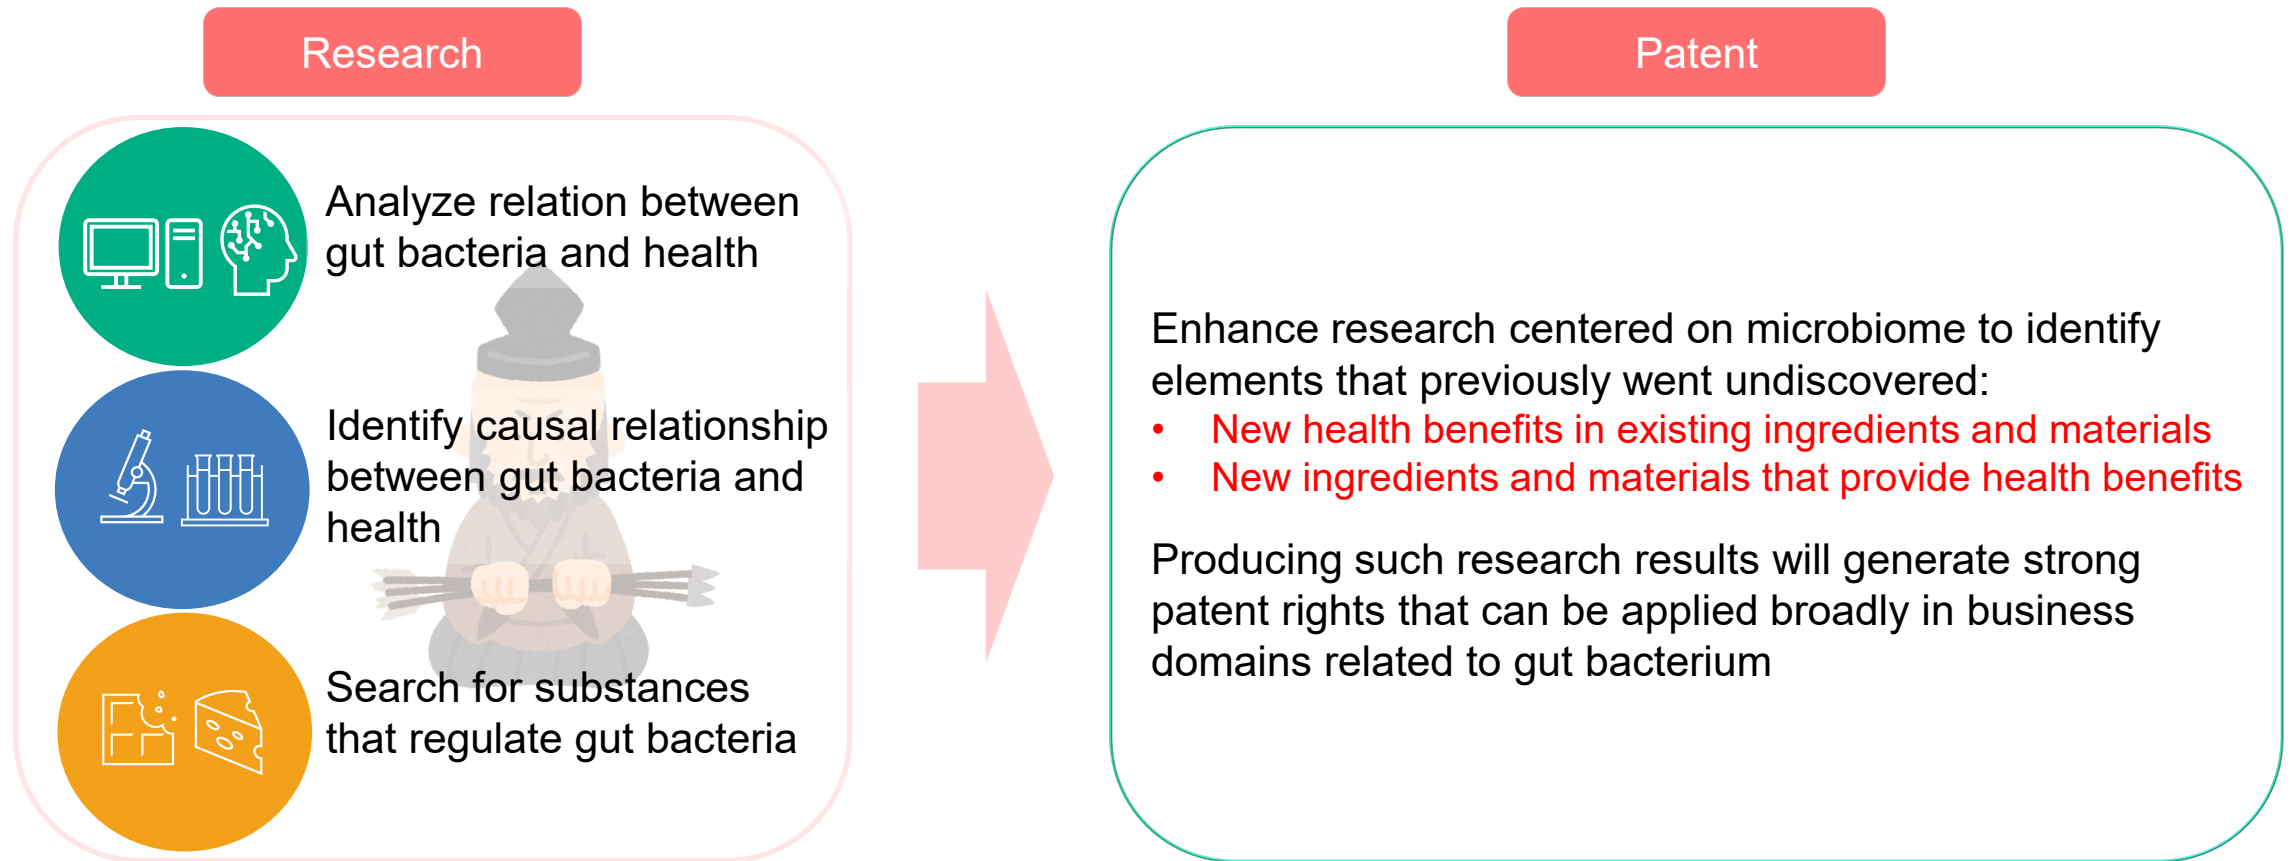 Research
Analyze relation between
gut bacteria and health
Identify causal relationship
between gut bacteria and
health
Search for substances
that regulate gut bacteria
Patent
Enhance research centered on microbiome to identify
elements that previously went undiscovered:
• New health benefits in existing ingredients and materials
• New ingredients and materials that provide health benefits
Producing such research results will generate strong
patent rights that can be applied broadly in business
domains related to gut bacterium